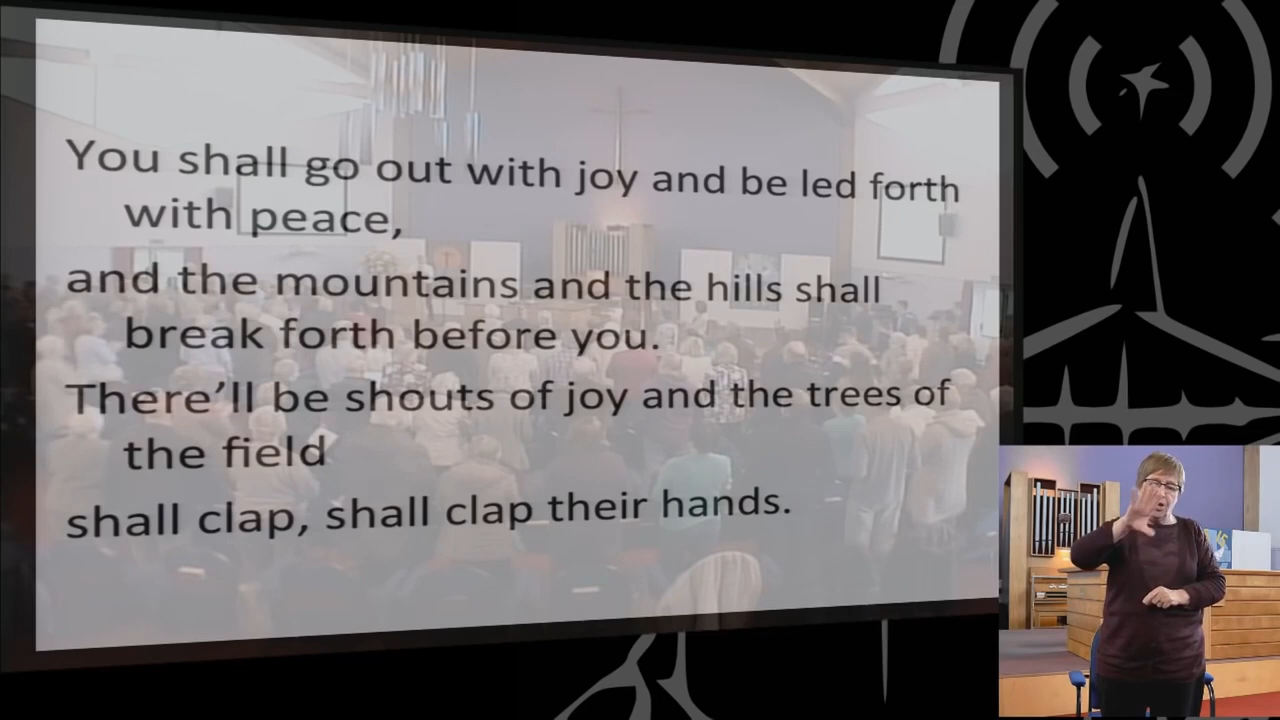 You shall go out with joy and be led forth
with peace,
and the mountains and the hills shall
break forth before you.
There'll be shouts of joy and the trees of
the field
shall clap, shall clap their hands.